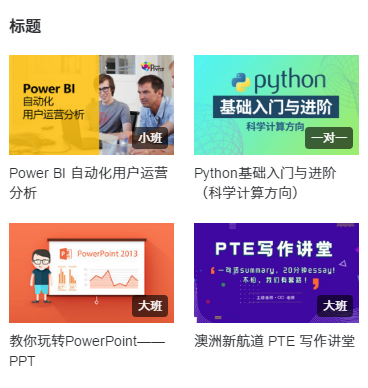 标题
Power BI
自动化
用户运营分析
小班
python
基础入门与进阶
科学计算方向
一对一
Power BI 自动化用户运营
分析
Python基础入门与进阶
（科学计算方向）
PowerPoint 2013
大班
PTE写作讲堂
一句话summary，20分钟essay!
不怕，我们有套路！
大班
教你玩转PowerPoint——
PPT
澳洲新航道 PTE 写作讲堂